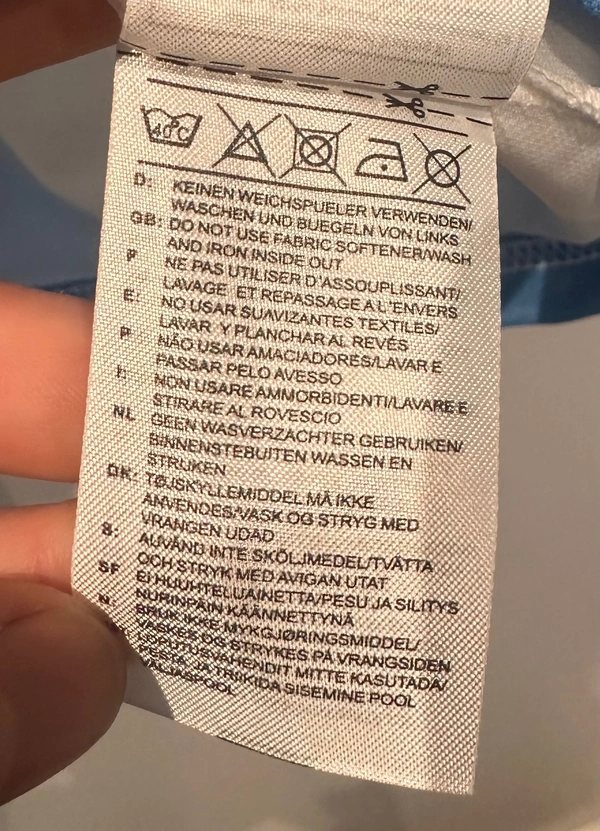 40°C
D: KEINEN WEICHSPUELER VERWENDEN/
WASCHEN UND BUEGELN VON LINKS
GB: DO NOT USE FABRIC SOFTENER/WASH
AND IRON INSIDE OUT
F NE PAS UTILISER D'ASSOUPLISSANT/
LAVAGE ET REPASSAGE A L'ENVERS
E: NO USAR SUAVIZANTES TEXTILES/
LAVAR Y PLANCHAR AL REVÉS
P NÃO USAR AMACIADORES/LAVAR E
PASSAR PELO AVESSO
I: NON USARE AMMORBIDENTI/LAVARE E
STIRARE AL ROVESCIO
NL GEEN WASVERZACHTER GEBRUIKEN/
BINNENSTEBUITEN WASSEN EN
STRIJKEN
DK: TØJSKYLLEMIDDEL MÅ IKKE
ANVENDES/VASK OG STRYG MED
VRANGEN UDAD
S: ALIVÄND INTE SKÖLJMEDEL/TVÄTTA
OCH STRYK MED AVIGAN UTAT
SF EI HUUHTELUAINETTA/PESU JA SILITYS
NURINPAIN KÄÄNNETTYNÄ
N: BRUK IKKE MYKGJØRINGSMIDDEL/
VASKES OG STRYKES PÅ VRANGSIDEN
LOPUTUSVAHENDIT MITTE KASUTADA/
PESTA JA TRIIKIDA SISEMINE POOL
VÄLJASPOOL